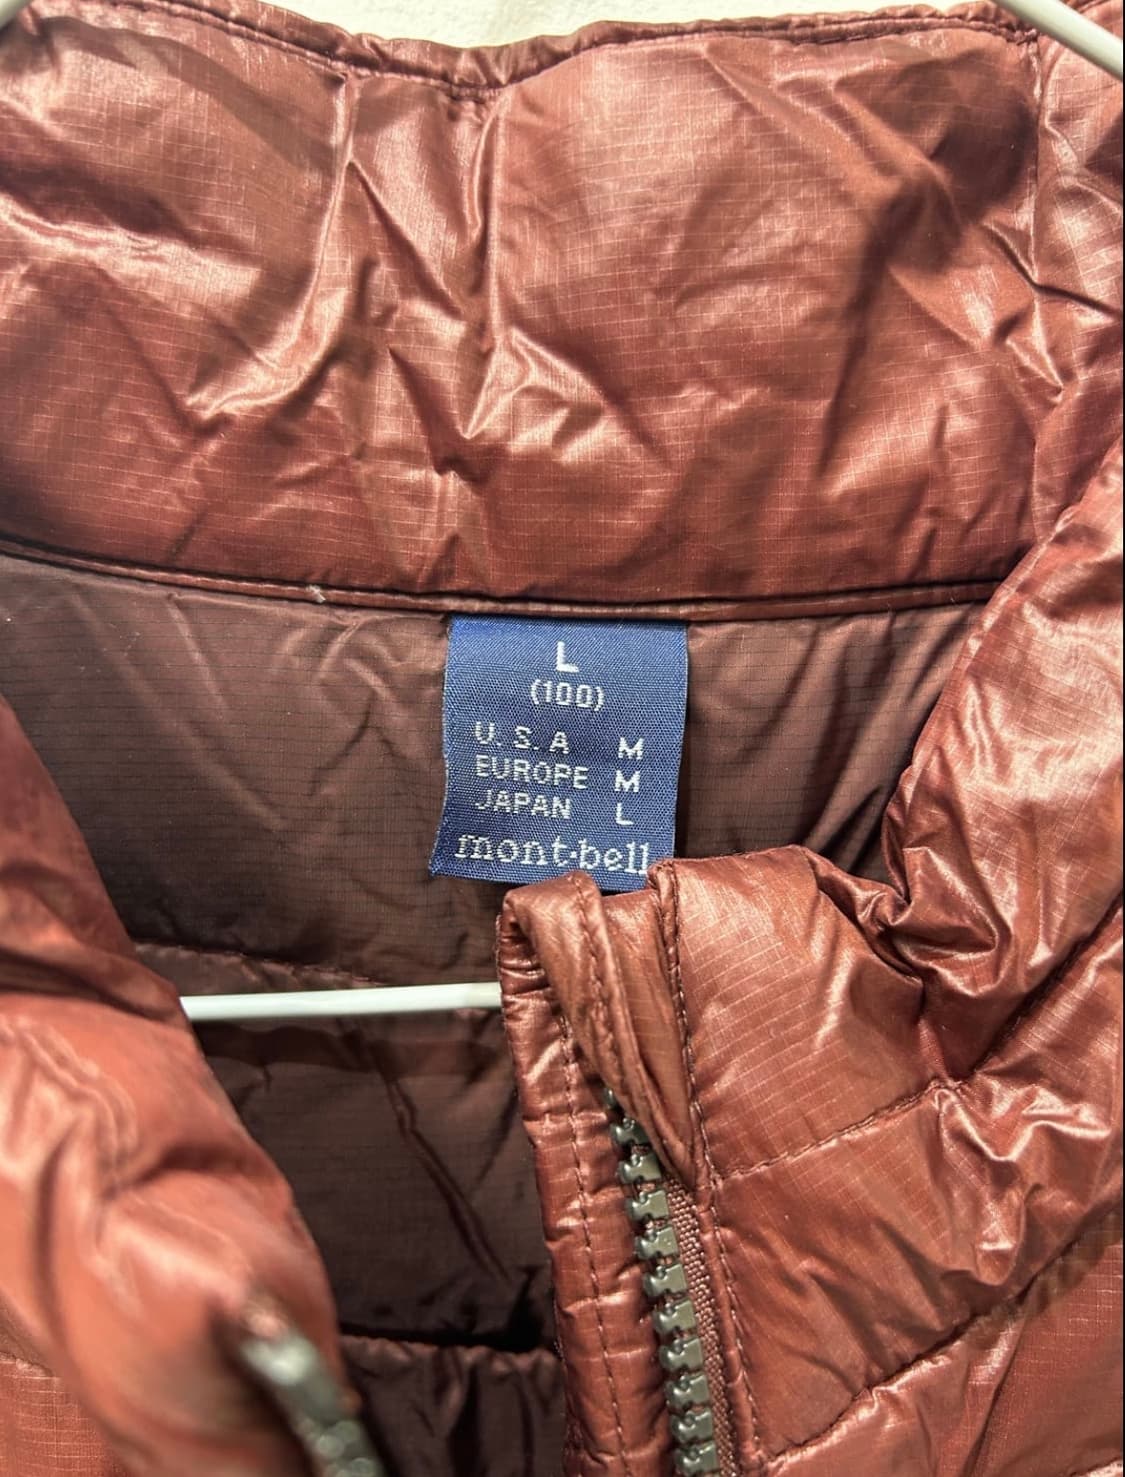 L
(100)
U.S.A M
EUROPE M
JAPAN L
mont-bell